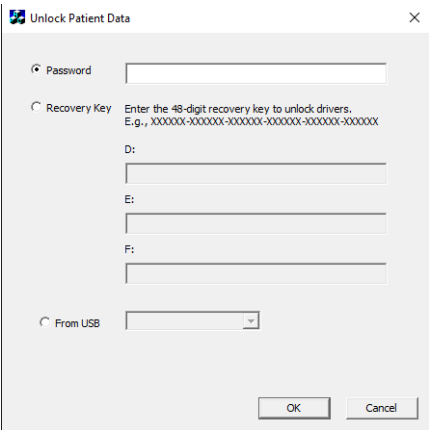 Unlock Patient Data
Password
Recovery Key
Enter the 48-digit recovery key to unlock drivers.
E.g., XXXXXX-XXXXXX-XXXXXX-XXXXXX-XXXXXX-XXXXXX
D:
E:
F:
From USB
OK
Cancel